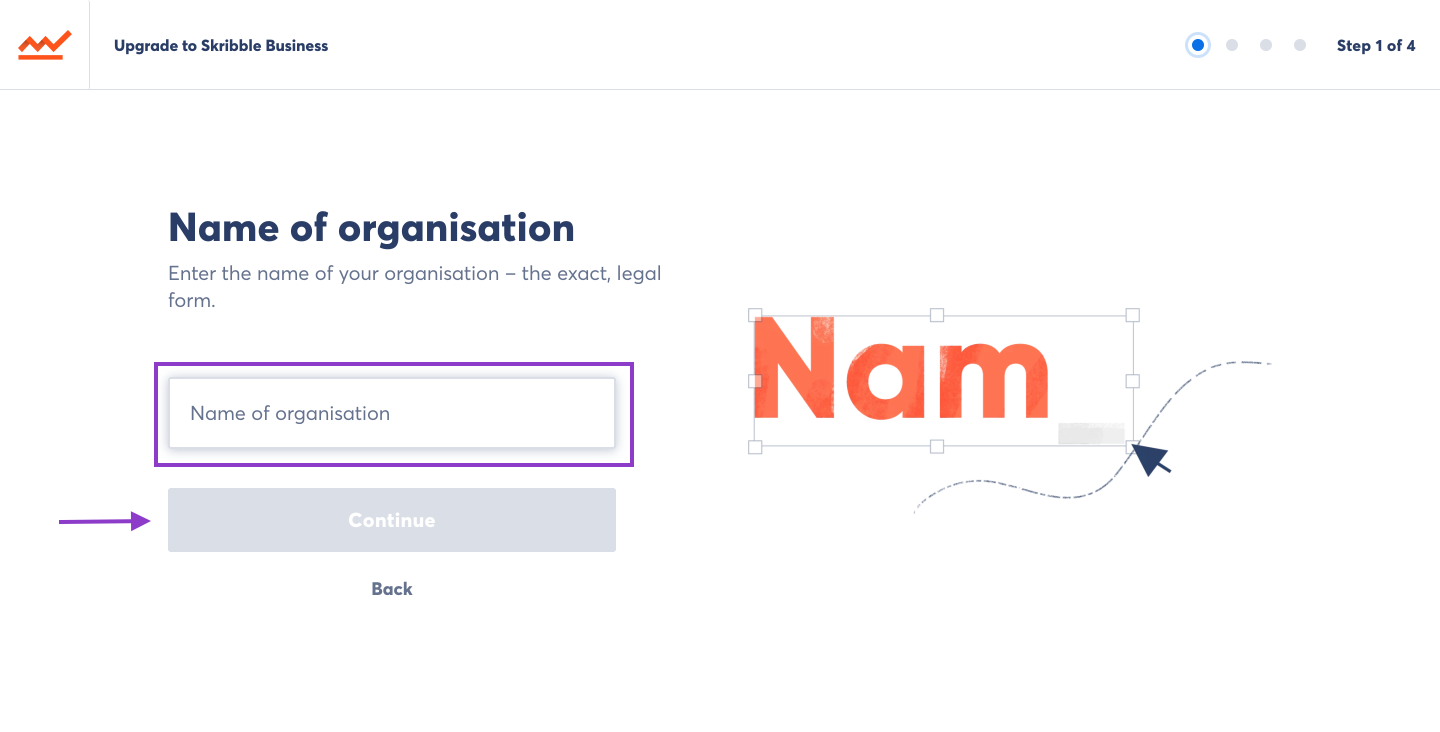 Upgrade to Skribble Business
Step 1 of 4
Name of organisation
Enter the name of your organisation – the exact, legal
form.
Name of organisation
Continue
Back
Nam